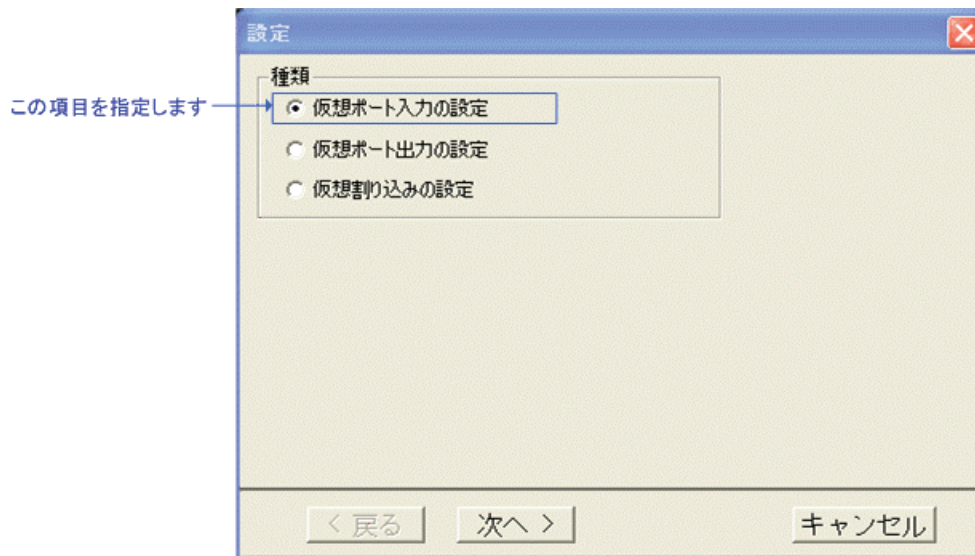 設定
種類
この項目を指定します
仮想ポート入力の設定
仮想ポート出力の設定
仮想割り込みの設定
< 戻る
次へ >
キャンセル